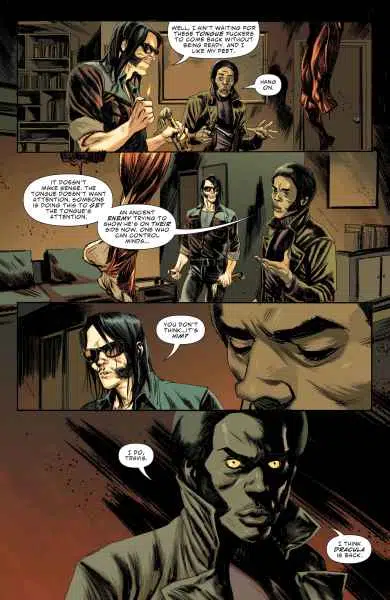 WELL, I AIN'T WAITING FOR
THESE TONGUE FUCKERS TO
COME BACK WITHOUT
BEING READY. AND I
LIKE MY FEET.
HANG
ON.
IT DOESN'T
MAKE SENSE. THE
TONGUE DOESN'T WANT
ATTENTION. SOMEONE
IS DOING THIS TO GET
THE TONGUE'S
ATTENTION.
AN ANCIENT
ENEMY TRYING TO
SHOW HE'S ON THEIR
SIDE NOW. ONE WHO
CAN CONTROL
MINDS...
YOU DON'T
THINK...IT'S
HIM?
I DO,
TRAVIS.
I THINK
DRACULA
IS BACK.